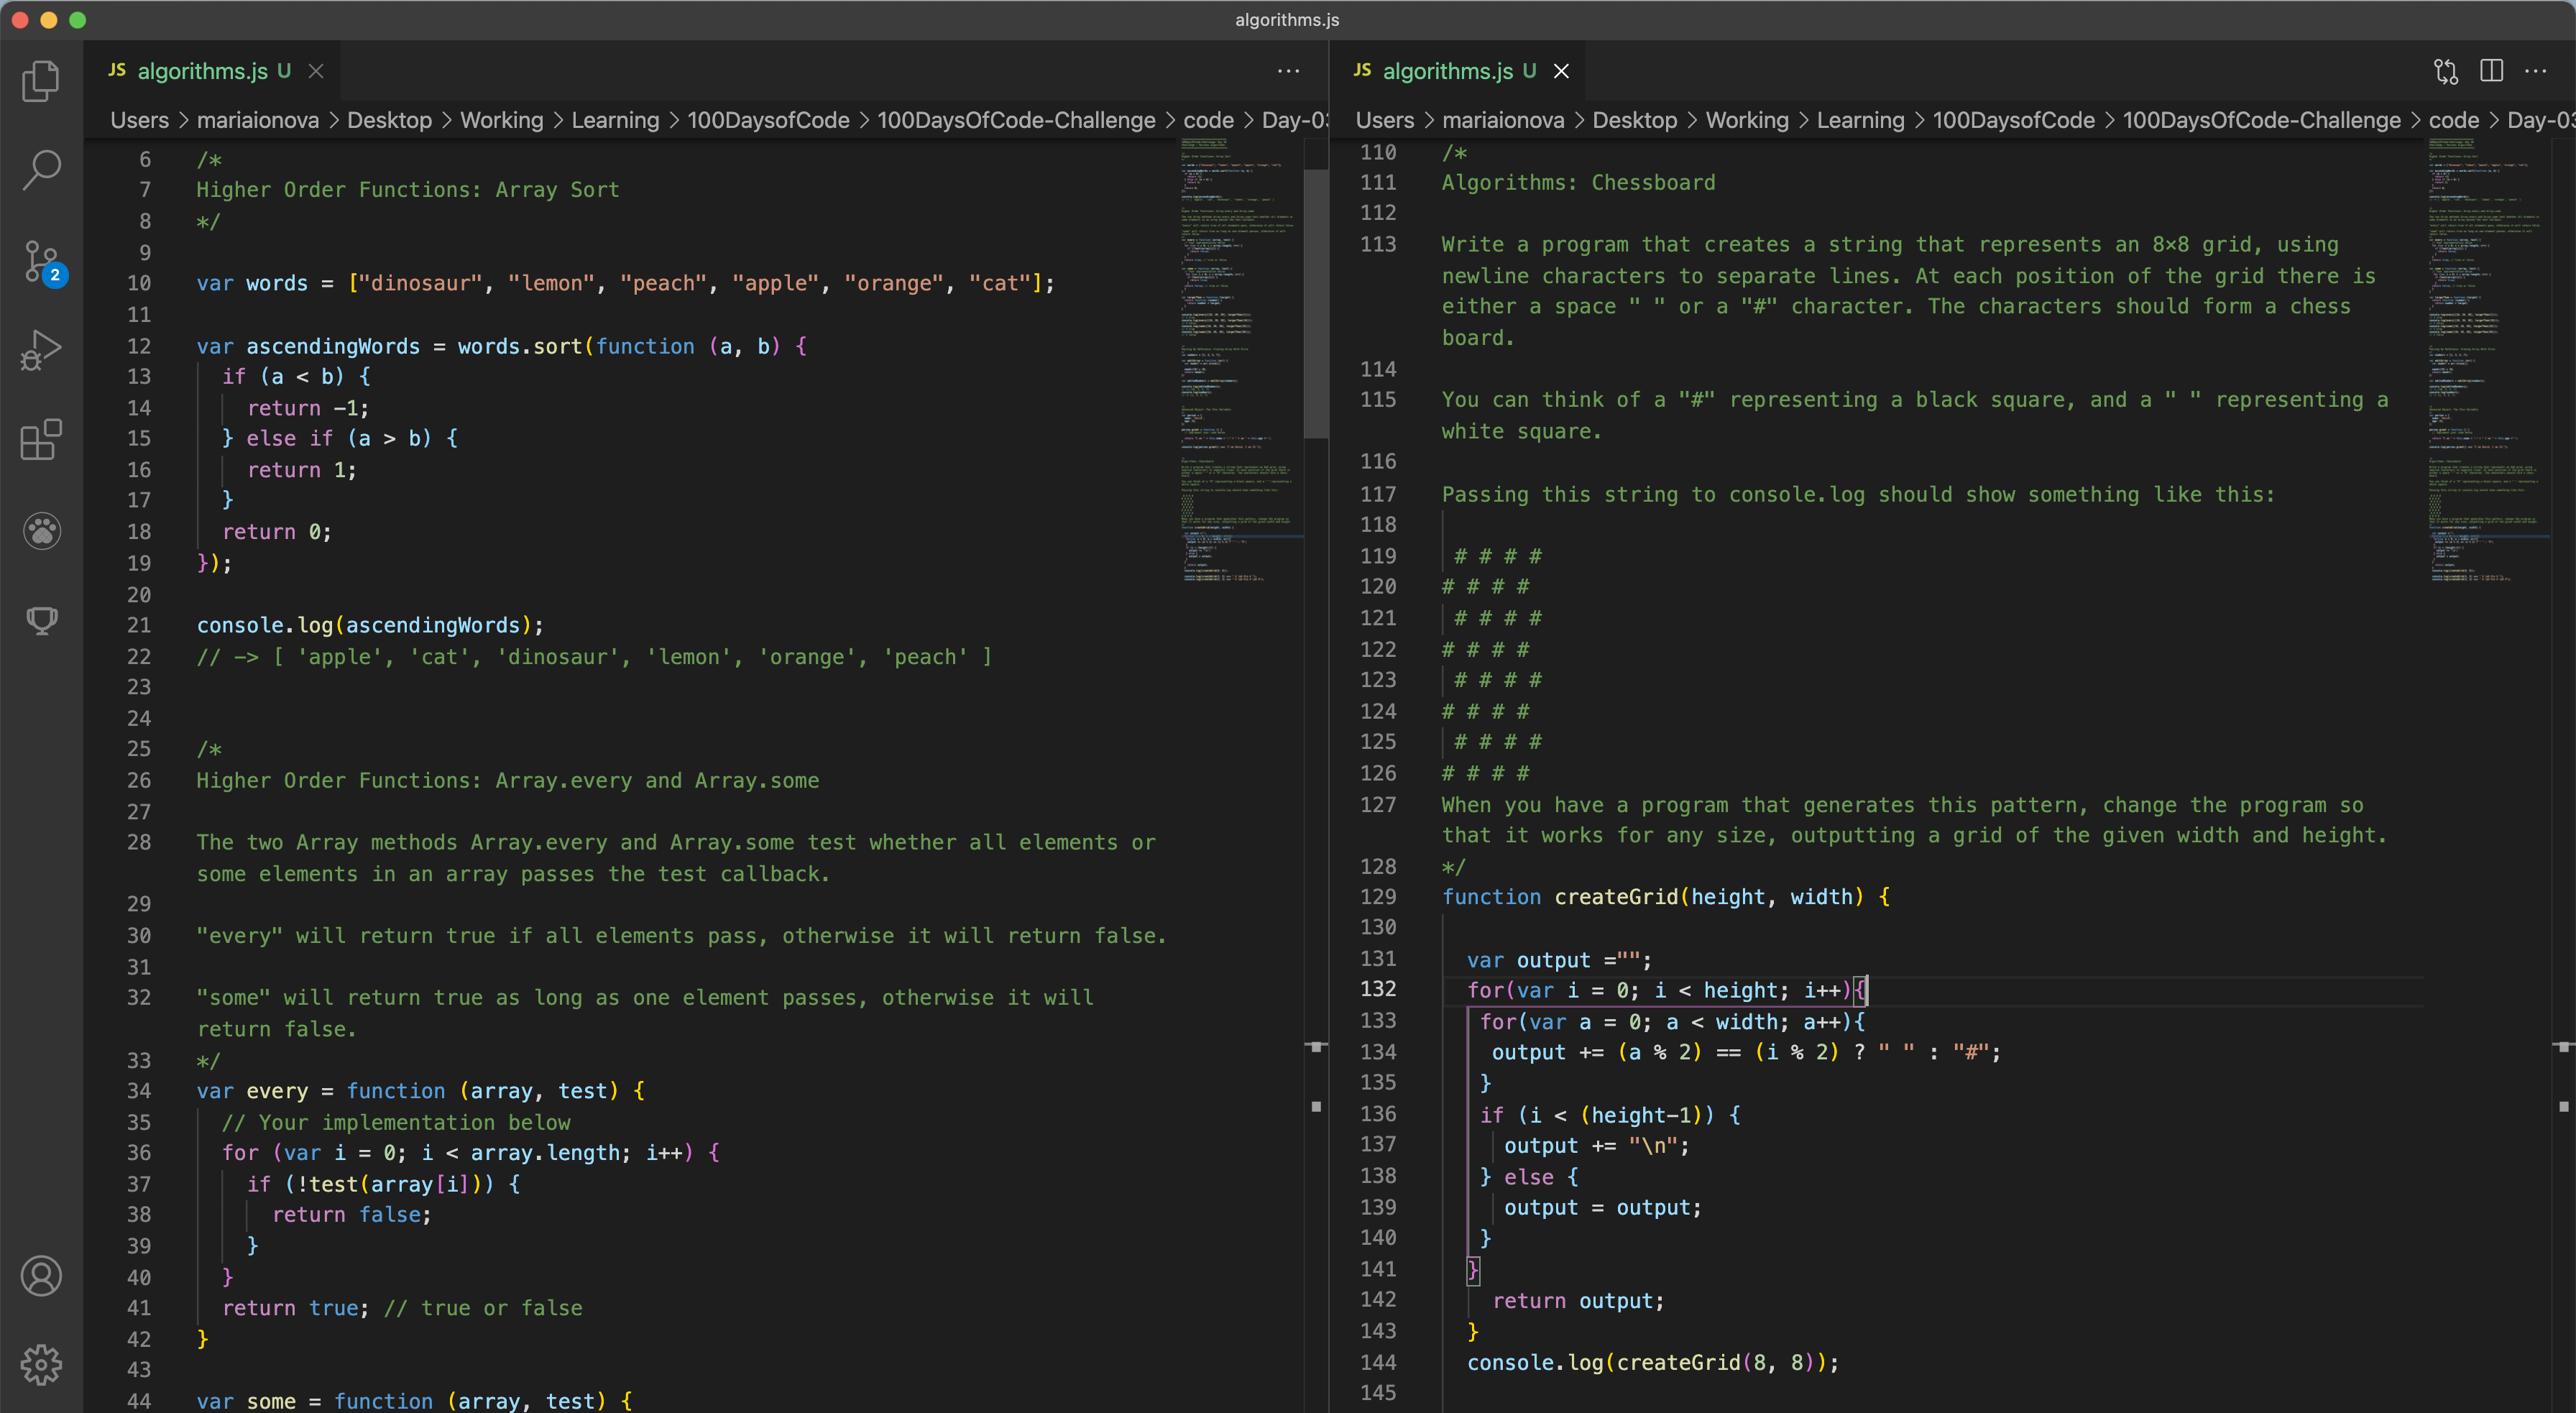 algorithms.js
JS algorithms.js U
Users > mariaionova > Desktop > Working > Learning > 100DaysofCode > 100DaysOfCode-Challenge > code > Day-03
2
6 /*
7 Higher Order Functions: Array Sort
8 */
9
10 var words = ["dinosaur", "lemon", "peach", "apple", "orange", "cat"];
11
12 var ascendingWords = words.sort(function (a, b) {
13 if (a < b) {
14 return -1;
15 } else if (a > b) {
16 return 1;
17 }
18 return 0;
19 });
20
21 console.log(ascendingWords);
22 // -> [ 'apple', 'cat', 'dinosaur', 'lemon', 'orange', 'peach' ]
23
24
25 /*
26 Higher Order Functions: Array.every and Array.some
27
28 The two Array methods Array.every and Array.some test whether all elements or
some elements in an array passes the test callback.
29
30 "every" will return true if all elements pass, otherwise it will return false.
31
32 "some" will return true as long as one element passes, otherwise it will
return false.
33 */
34 var every = function (array, test) {
35 // Your implementation below
36 for (var i = 0; i < array.length; i++) {
37 if (!test(array[i])) {
38 return false;
39 }
40 }
41 return true; // true or false
42 }
43
44 var some = function (array, test) {
JS algorithms.js U
Users > mariaionova > Desktop > Working > Learning > 100DaysofCode > 100DaysOfCode-Challenge > code > Day-03
110 /*
111 Algorithms: Chessboard
112
113 Write a program that creates a string that represents an 8×8 grid, using
newline characters to separate lines. At each position of the grid there is
either a space " " or a "#" character. The characters should form a chess
board.
114
115 You can think of a "#" representing a black square, and a " " representing a
white square.
116
117 Passing this string to console.log should show something like this:
118
119  # # # #
120 # # # #
121  # # # #
122 # # # #
123  # # # #
124 # # # #
125  # # # #
126 # # # #
127 When you have a program that generates this pattern, change the program so
that it works for any size, outputting a grid of the given width and height.
128 */
129 function createGrid(height, width) {
130
131 var output ="";
132 for(var i = 0; i < height; i++){
133 for(var a = 0; a < width; a++){
134 output += (a % 2) == (i % 2) ? " " : "#";
135 }
136 if (i < (height-1)) {
137 output += "\n";
138 } else {
139 output = output;
140 }
141 }
142 return output;
143 }
144 console.log(createGrid(8, 8));
145